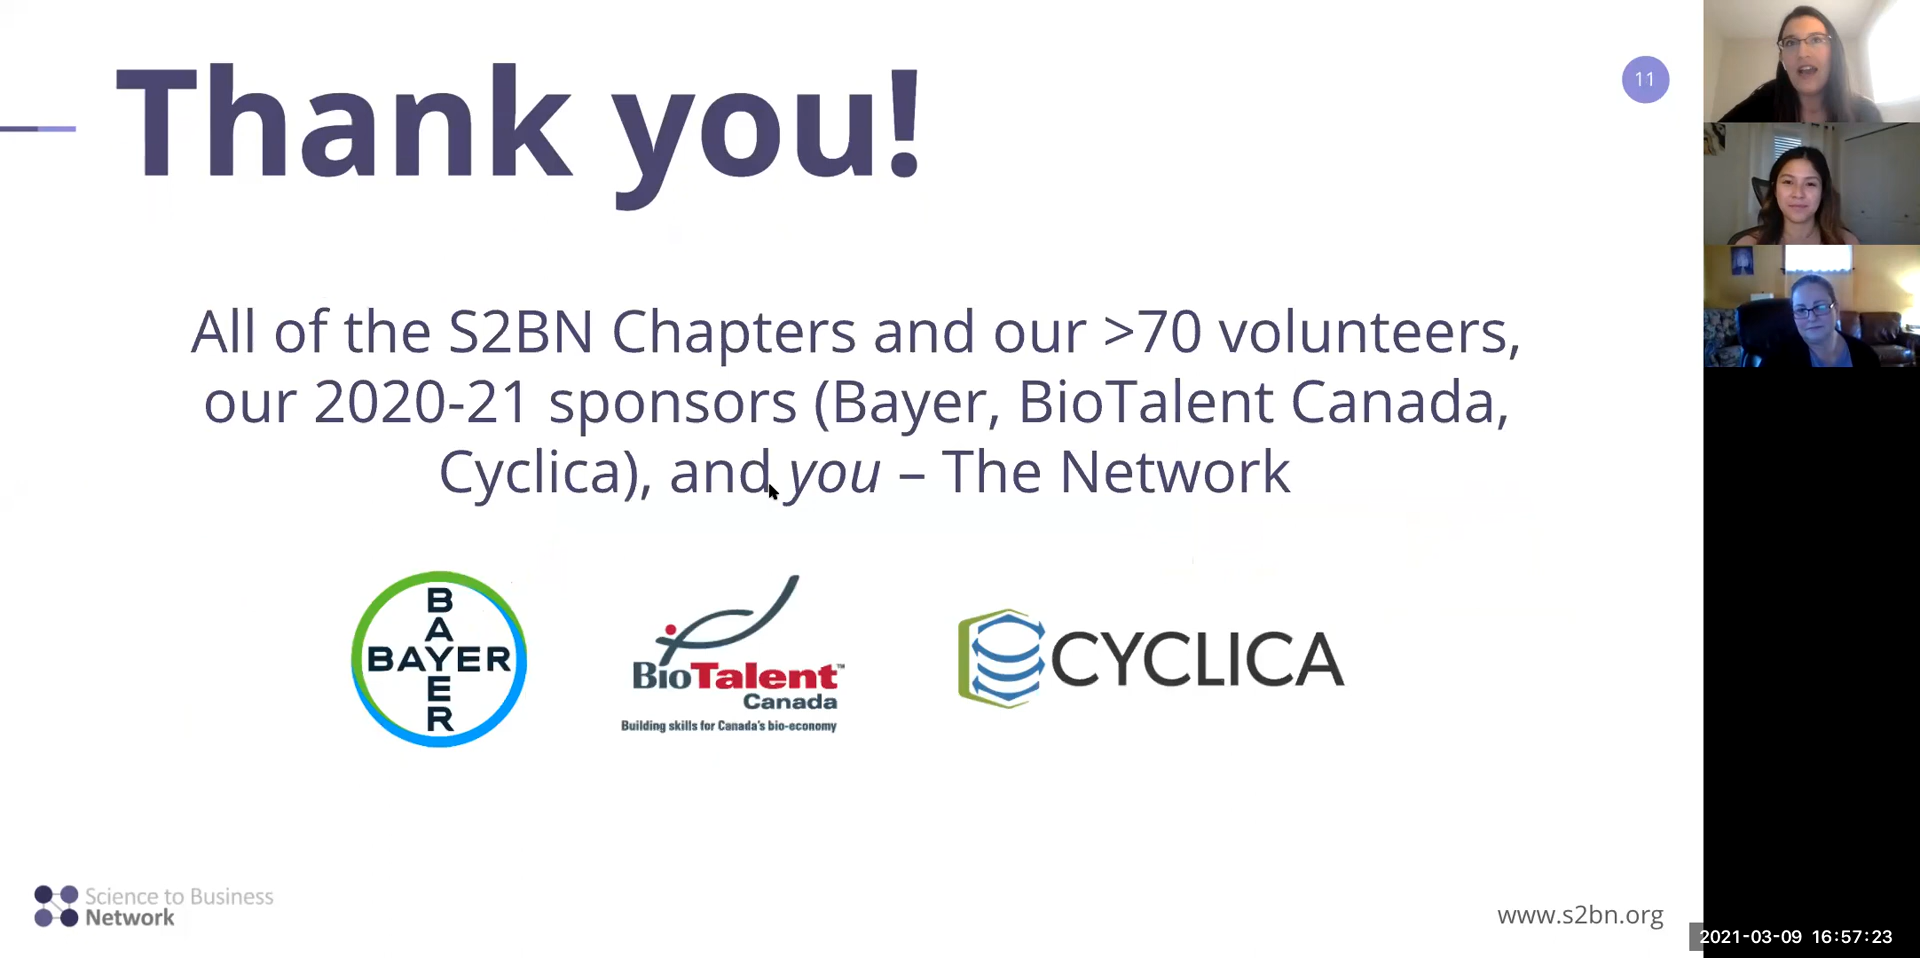 Thank you!
11
All of the S2BN Chapters and our >70 volunteers,
our 2020-21 sponsors (Bayer, BioTalent Canada,
Cyclica), and you – The Network
BAYER
BAYER
BioTalent™
Canada
Building skills for Canada's bio-economy
CYCLICA
Science to Business
Network
www.s2bn.org
2021-03-09 16:57:23